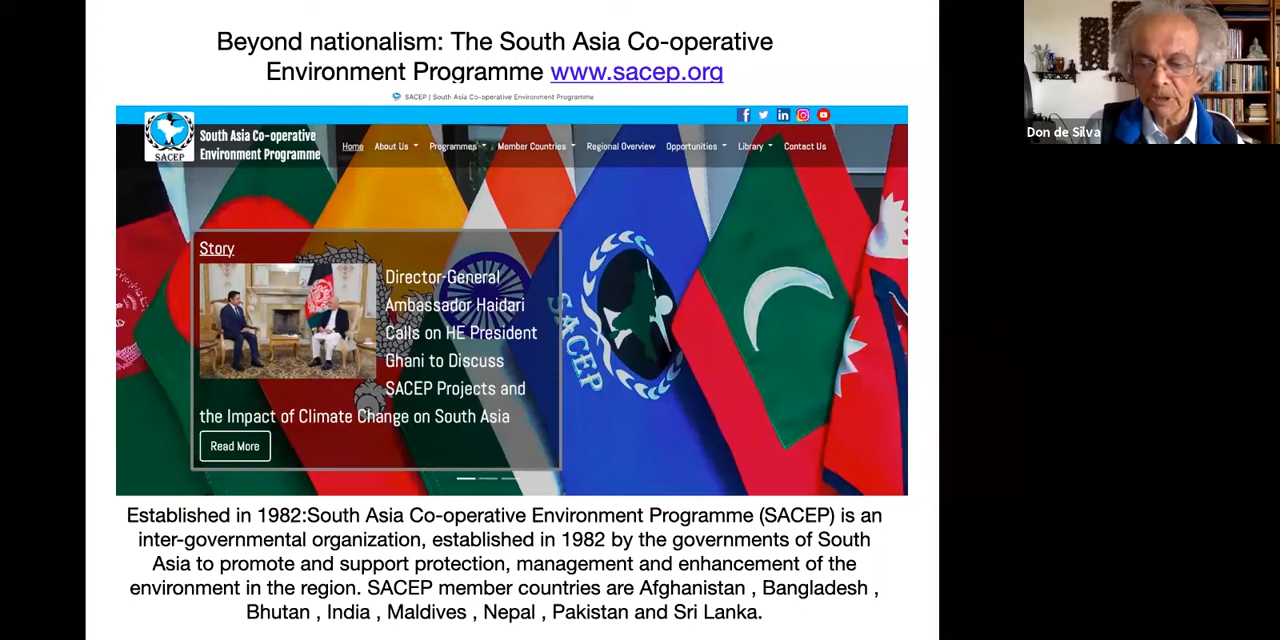 Beyond nationalism: The South Asia Co-operative
Environment Programme www.sacep.org
SACEP | South Asia Co-operative Environment Programme
SACEP
South Asia Co-operative
Environment Programme
Home About Us Programmes Member Countries Regional Overview Opportunities Library Contact Us
Story
Director-General
Ambassador Haidari
Calls on HE President
Ghani to Discuss
SACEP Projects and
the Impact of Climate Change on South Asia
Read More
SACEP
Established in 1982:South Asia Co-operative Environment Programme (SACEP) is an
inter-governmental organization, established in 1982 by the governments of South
Asia to promote and support protection, management and enhancement of the
environment in the region. SACEP member countries are Afghanistan , Bangladesh ,
Bhutan , India , Maldives , Nepal , Pakistan and Sri Lanka.
Don de Silva